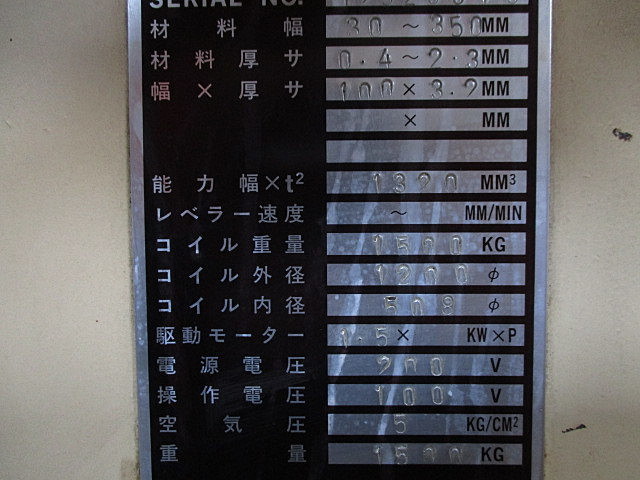 SERIAL NO.
材料幅 30 ~ 350 MM
材料厚サ 0.4 ~ 2.3 MM
幅×厚サ 100 × 3.2 MM
× MM
能力幅×t² 1320 MM³
レベラー速度 ~ MM/MIN
コイル重量 1500 KG
コイル外径 1200 φ
コイル内径 508 φ
駆動モーター 1.5 × KW×P
電源電圧 200 V
操作電圧 100 V
空気圧 5 KG/CM²
重量 1500 KG